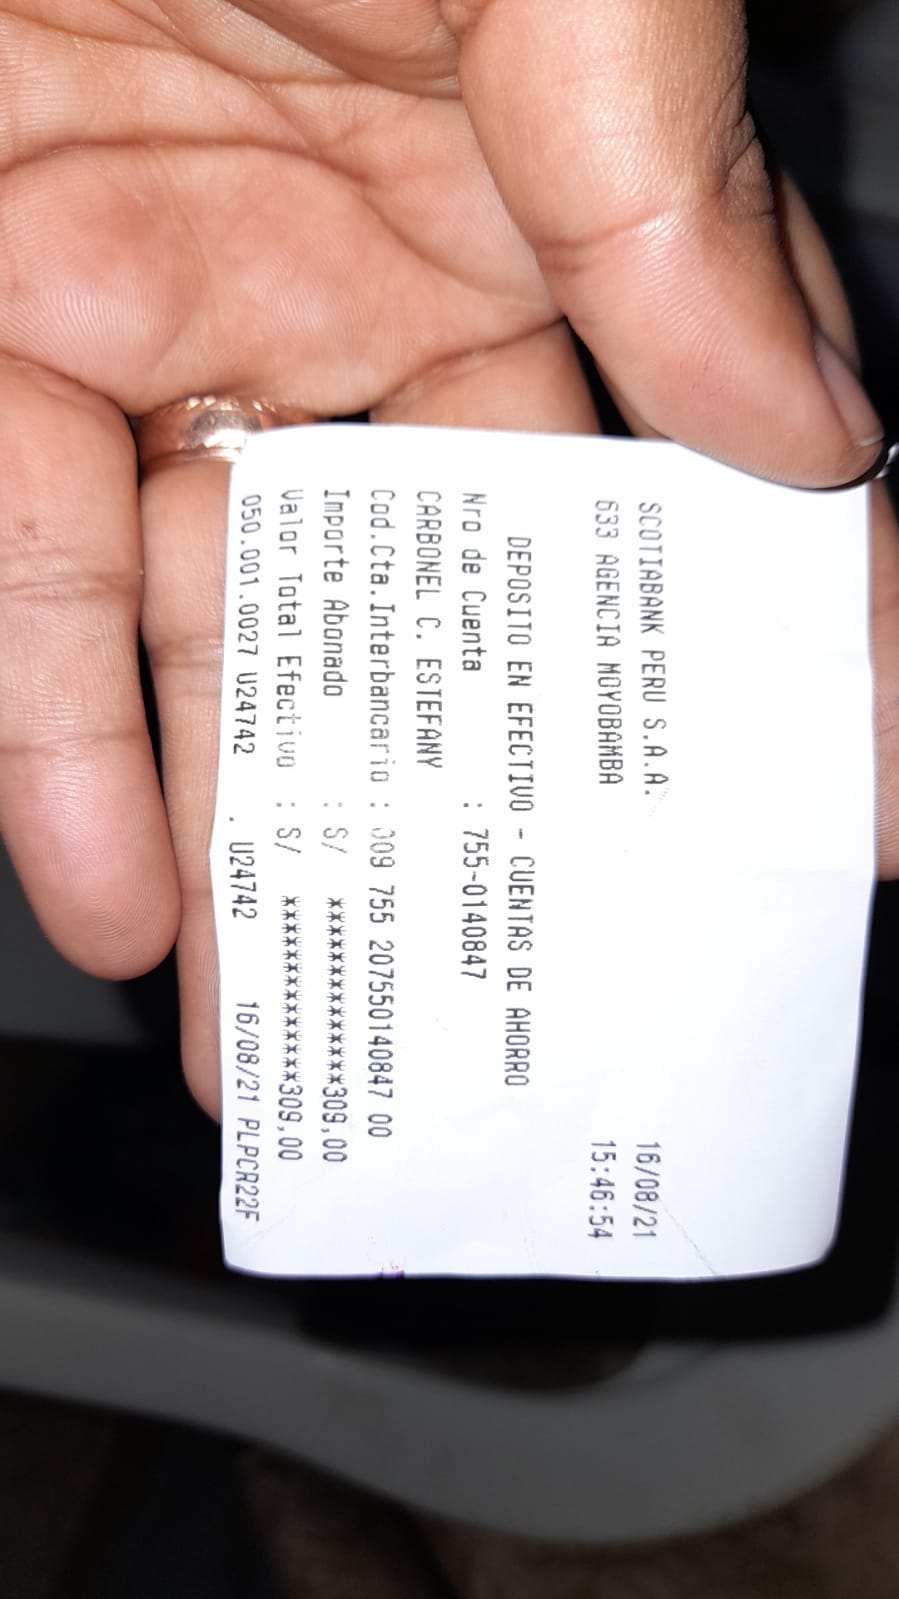 SCOTIABANK PERU S.A.A. 16/08/21
633 AGENCIA MOYOBAMBA 15:46:54
DEPOSITO EN EFECTIVO - CUENTAS DE AHORRO
Nro de Cuenta : 755-0140847
CARBONEL C. ESTEFANY
Cod.Cta.Interbancario : 009 755 207550140847 00
Importe Abonado : S/ ***************309,00
Valor Total Efectivo : S/ ***************309,00
050.001.0027 U24742 . U24742 16/08/21 PLPCR22F